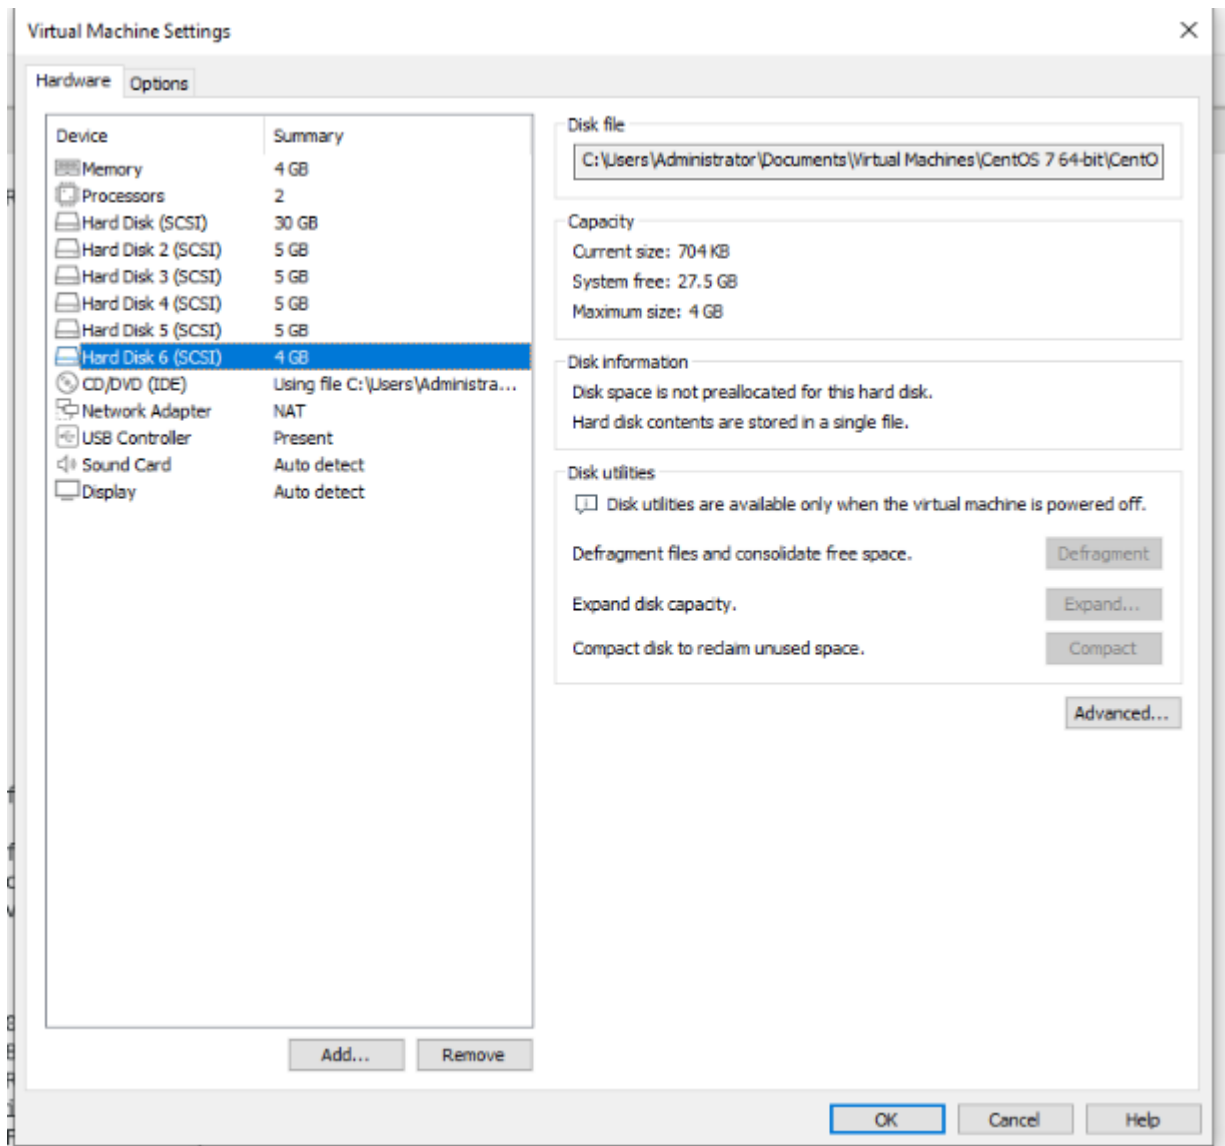 Virtual Machine Settings
Hardware Options
Device Summary
Memory 4 GB
Processors 2
Hard Disk (SCSI) 30 GB
Hard Disk 2 (SCSI) 5 GB
Hard Disk 3 (SCSI) 5 GB
Hard Disk 4 (SCSI) 5 GB
Hard Disk 5 (SCSI) 5 GB
Hard Disk 6 (SCSI) 4 GB
CD/DVD (IDE) Using file C:\Users\Administra...
Network Adapter NAT
USB Controller Present
Sound Card Auto detect
Display Auto detect
Add... Remove
Disk file
C:\Users\Administrator\Documents\Virtual Machines\CentOS 7 64-bit\CentO
Capacity
Current size: 704 KB
System free: 27.5 GB
Maximum size: 4 GB
Disk information
Disk space is not preallocated for this hard disk.
Hard disk contents are stored in a single file.
Disk utilities
Disk utilities are available only when the virtual machine is powered off.
Defragment files and consolidate free space. Defragment
Expand disk capacity. Expand...
Compact disk to reclaim unused space. Compact
Advanced...
OK Cancel Help